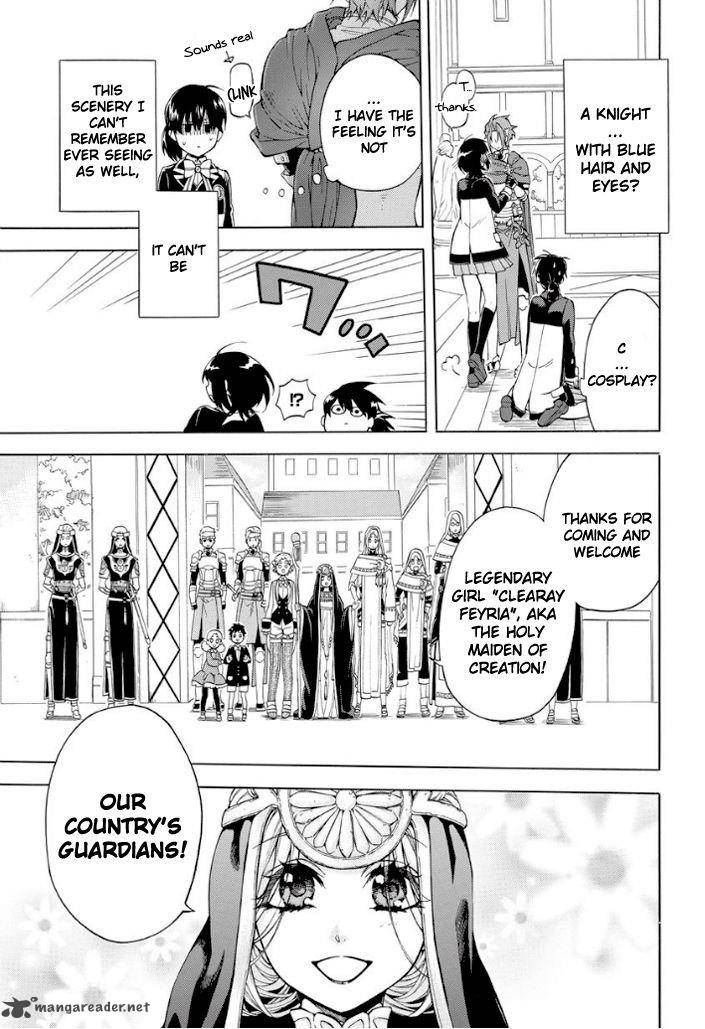 A KNIGHT
...
WITH BLUE
HAIR AND
EYES?
T...
thanks.
C
...
COSPLAY?
...
I HAVE THE
FEELING IT'S
NOT
Sounds real
CLINK
THIS
SCENERY I
CAN'T
REMEMBER
EVER SEEING
AS WELL,
IT CAN'T
BE
ワ...
!?
THANKS FOR
COMING AND
WELCOME
LEGENDARY
GIRL "CLEARAY
FEYRIA", AKA
THE HOLY
MAIDEN OF
CREATION!
OUR
COUNTRY'S
GUARDIANS!
mangareader.net